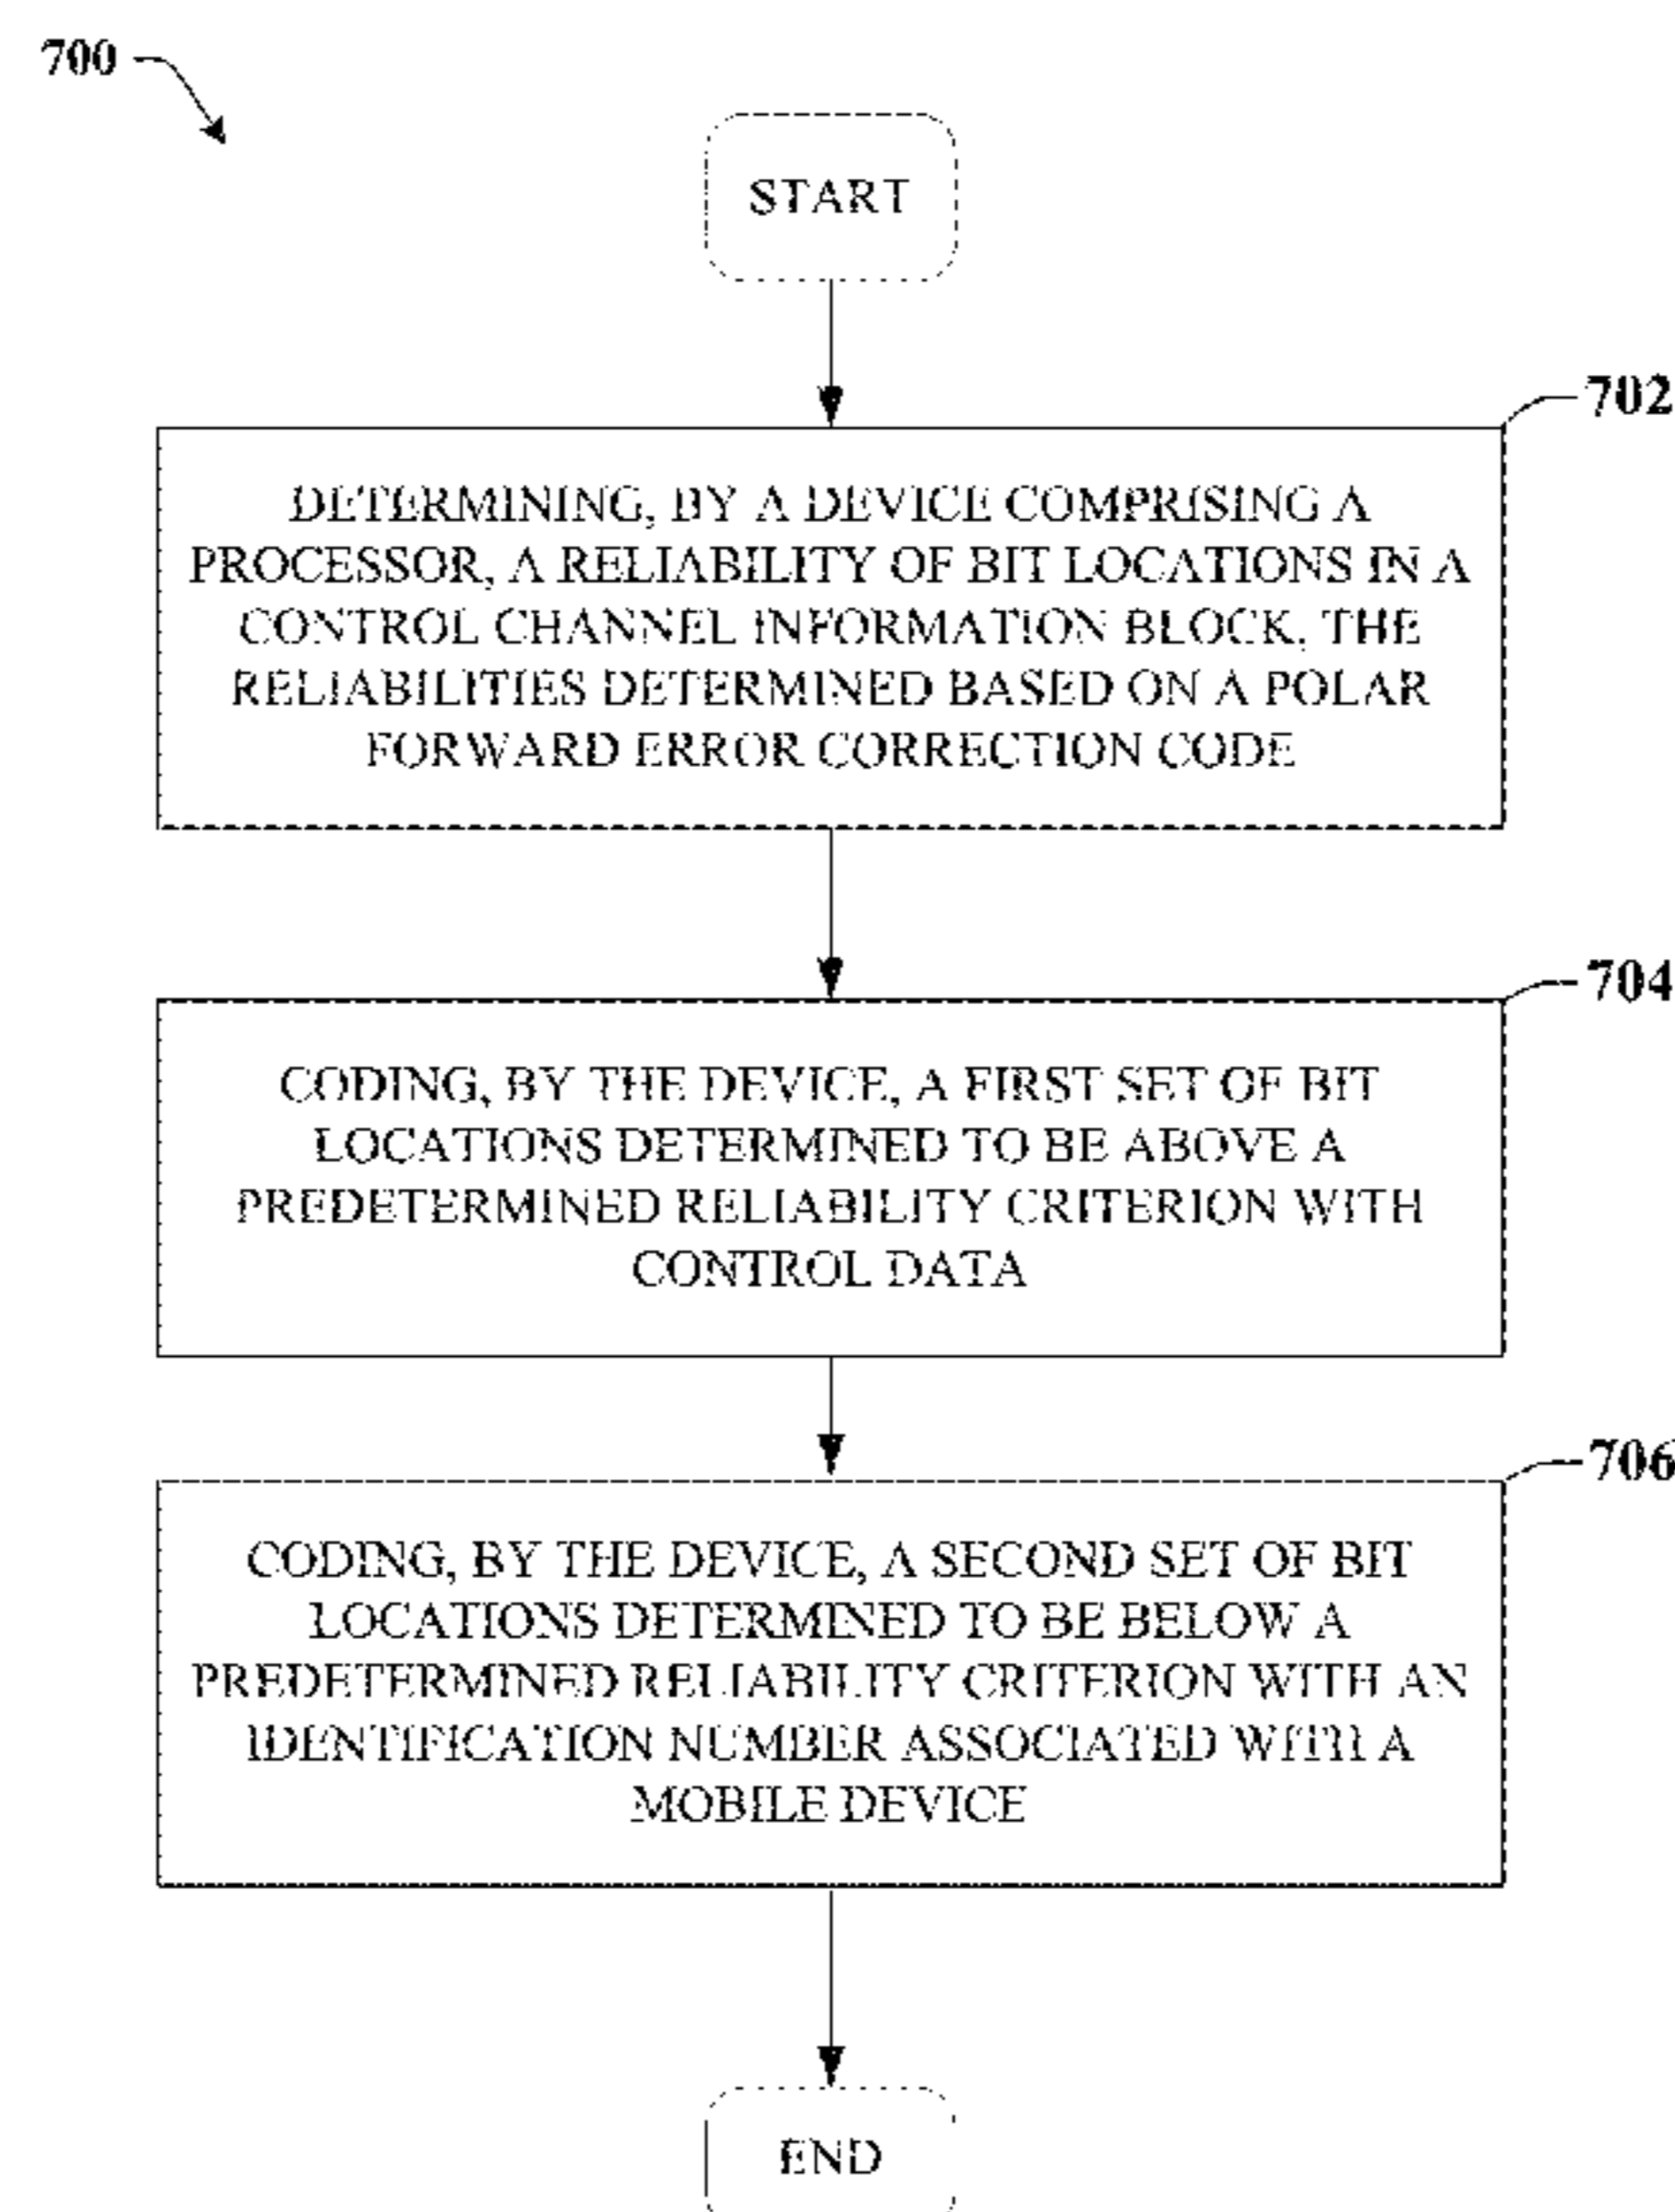 700
START
702
DETERMINING, BY A DEVICE COMPRISING A
PROCESSOR, A RELIABILITY OF BIT LOCATIONS IN A
CONTROL CHANNEL INFORMATION BLOCK, THE
RELIABILITIES DETERMINED BASED ON A POLAR
FORWARD ERROR CORRECTION CODE
704
CODING, BY THE DEVICE, A FIRST SET OF BIT
LOCATIONS DETERMINED TO BE ABOVE A
PREDETERMINED RELIABILITY CRITERION WITH
CONTROL DATA
706
CODING, BY THE DEVICE, A SECOND SET OF BIT
LOCATIONS DETERMINED TO BE BELOW A
PREDETERMINED RELIABILITY CRITERION WITH AN
IDENTIFICATION NUMBER ASSOCIATED WITH A
MOBILE DEVICE
END